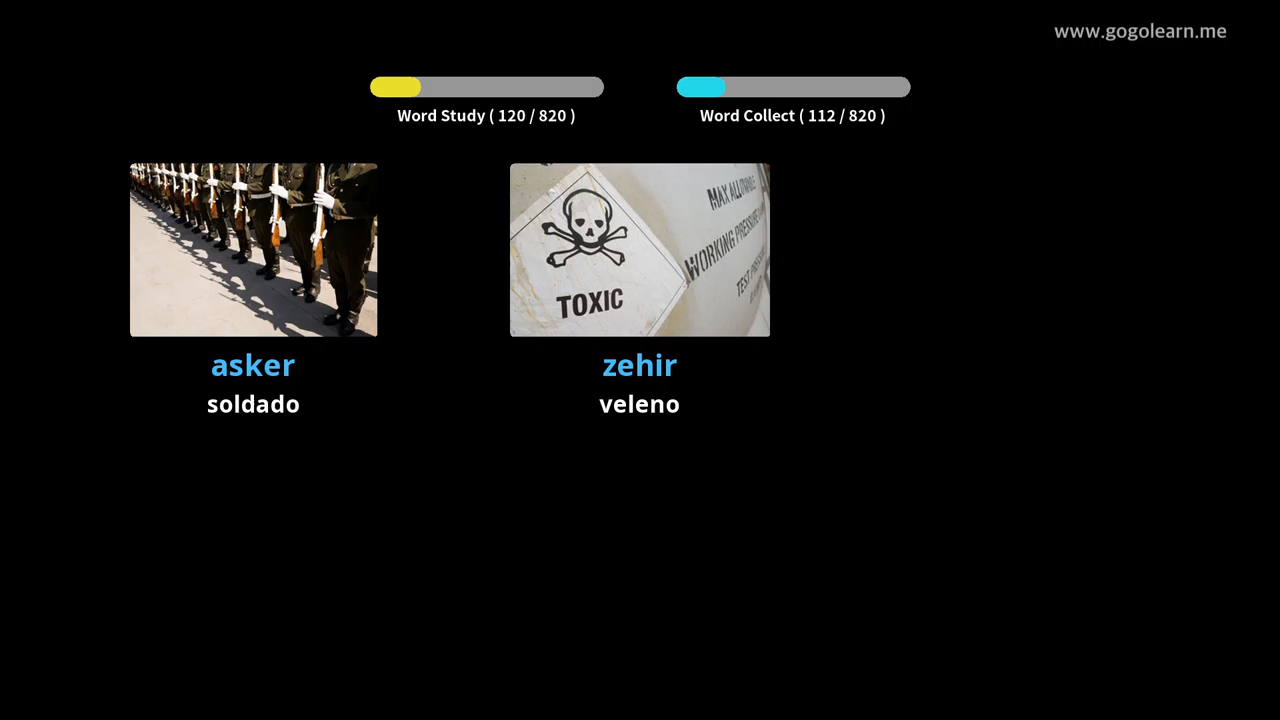 www.gogolearn.me
Word Study ( 120 / 820 )
Word Collect ( 112 / 820 )
TOXIC
MAX ALLOWABLE
WORKING PRESSURE
TEST PRESSURE
asker
zehir
soldado
veleno